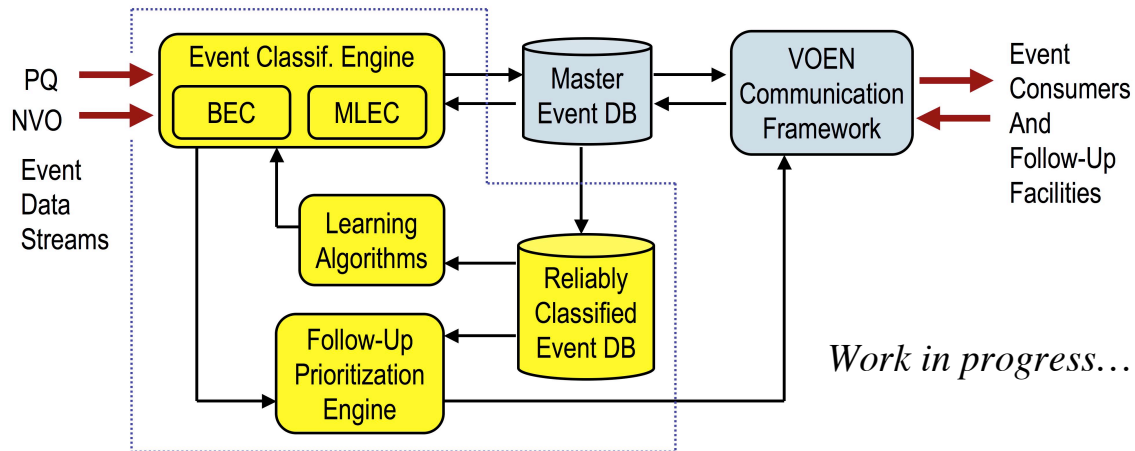 PQ
NVO
Event
Data
Streams
Event Classif. Engine
BEC
MLEC
Learning
Algorithms
Follow-Up
Prioritization
Engine
Master
Event DB
Reliably
Classified
Event DB
VOEN
Communication
Framework
Event
Consumers
And
Follow-Up
Facilities
Work in progress…